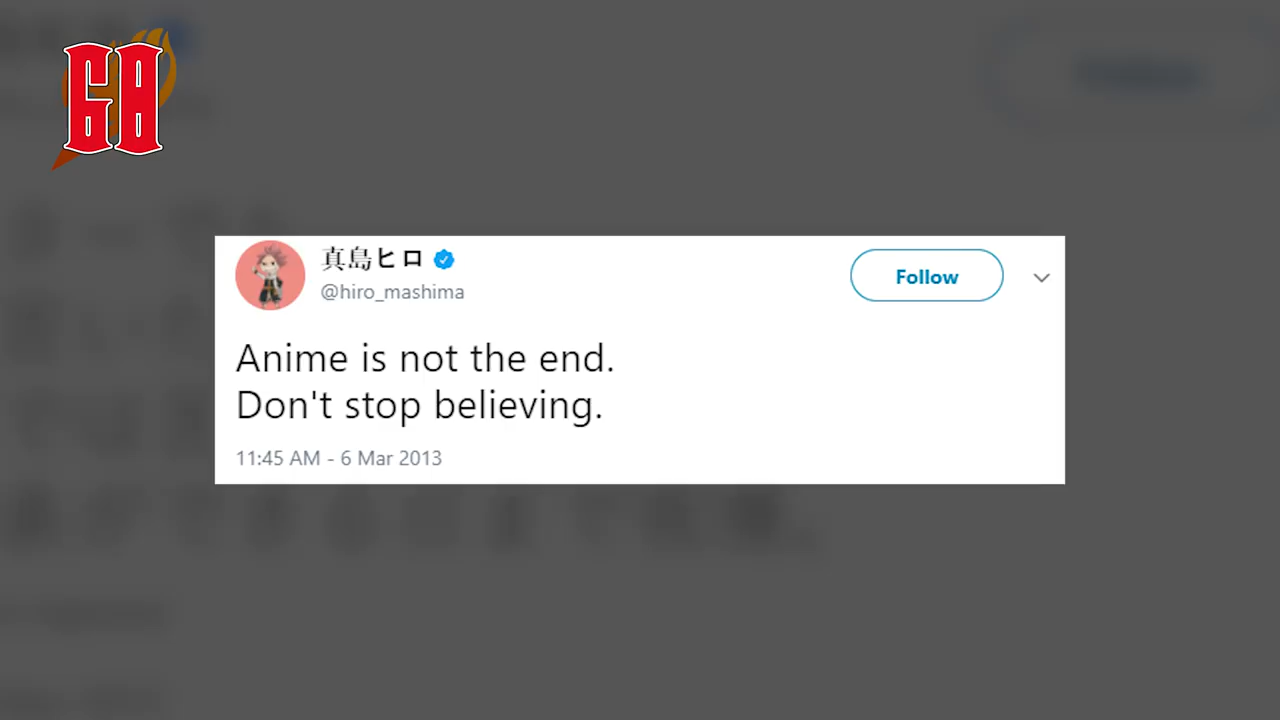 68
真島ヒロ
@hiro_mashima
Follow
Anime is not the end.
Don't stop believing.
11:45 AM - 6 Mar 2013